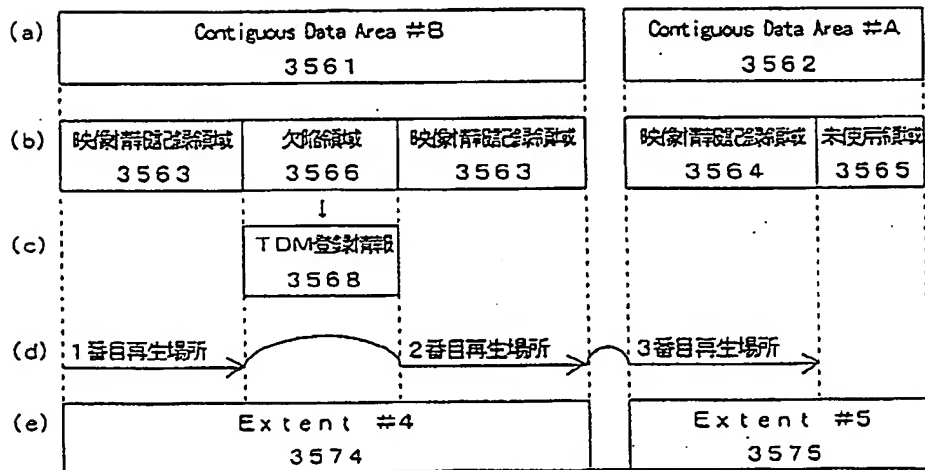 (a)
Contiguous Data Area #B
3561
Contiguous Data Area #A
3562
(b)
映像情報記録領域
3563
欠陥領域
3566
映像情報記録領域
3563
映像情報記録領域
3564
未使用領域
3565
↓
(c)
TDM登録情報
3568
(d)
1番目再生場所
2番目再生場所
3番目再生場所
(e)
Extent #4
3574
Extent #5
3575